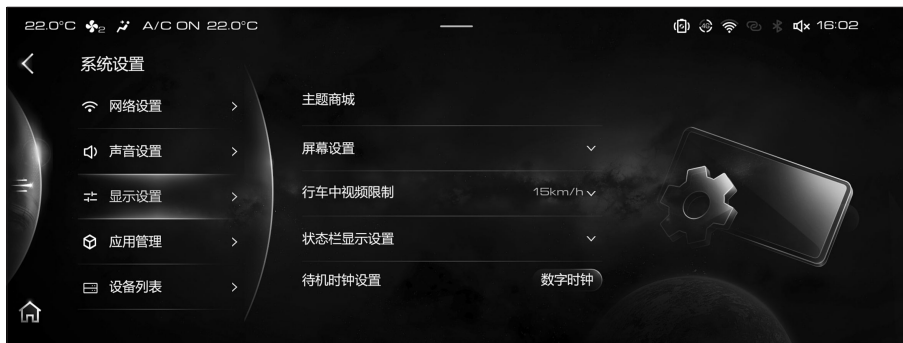 22.0°C 2 A/C ON 22.0°C 4G 16:02
系统设置
网络设置
声音设置
显示设置
应用管理
设备列表
主题商城
屏幕设置
行车中视频限制 15km/h
状态栏显示设置
待机时钟设置 数字时钟